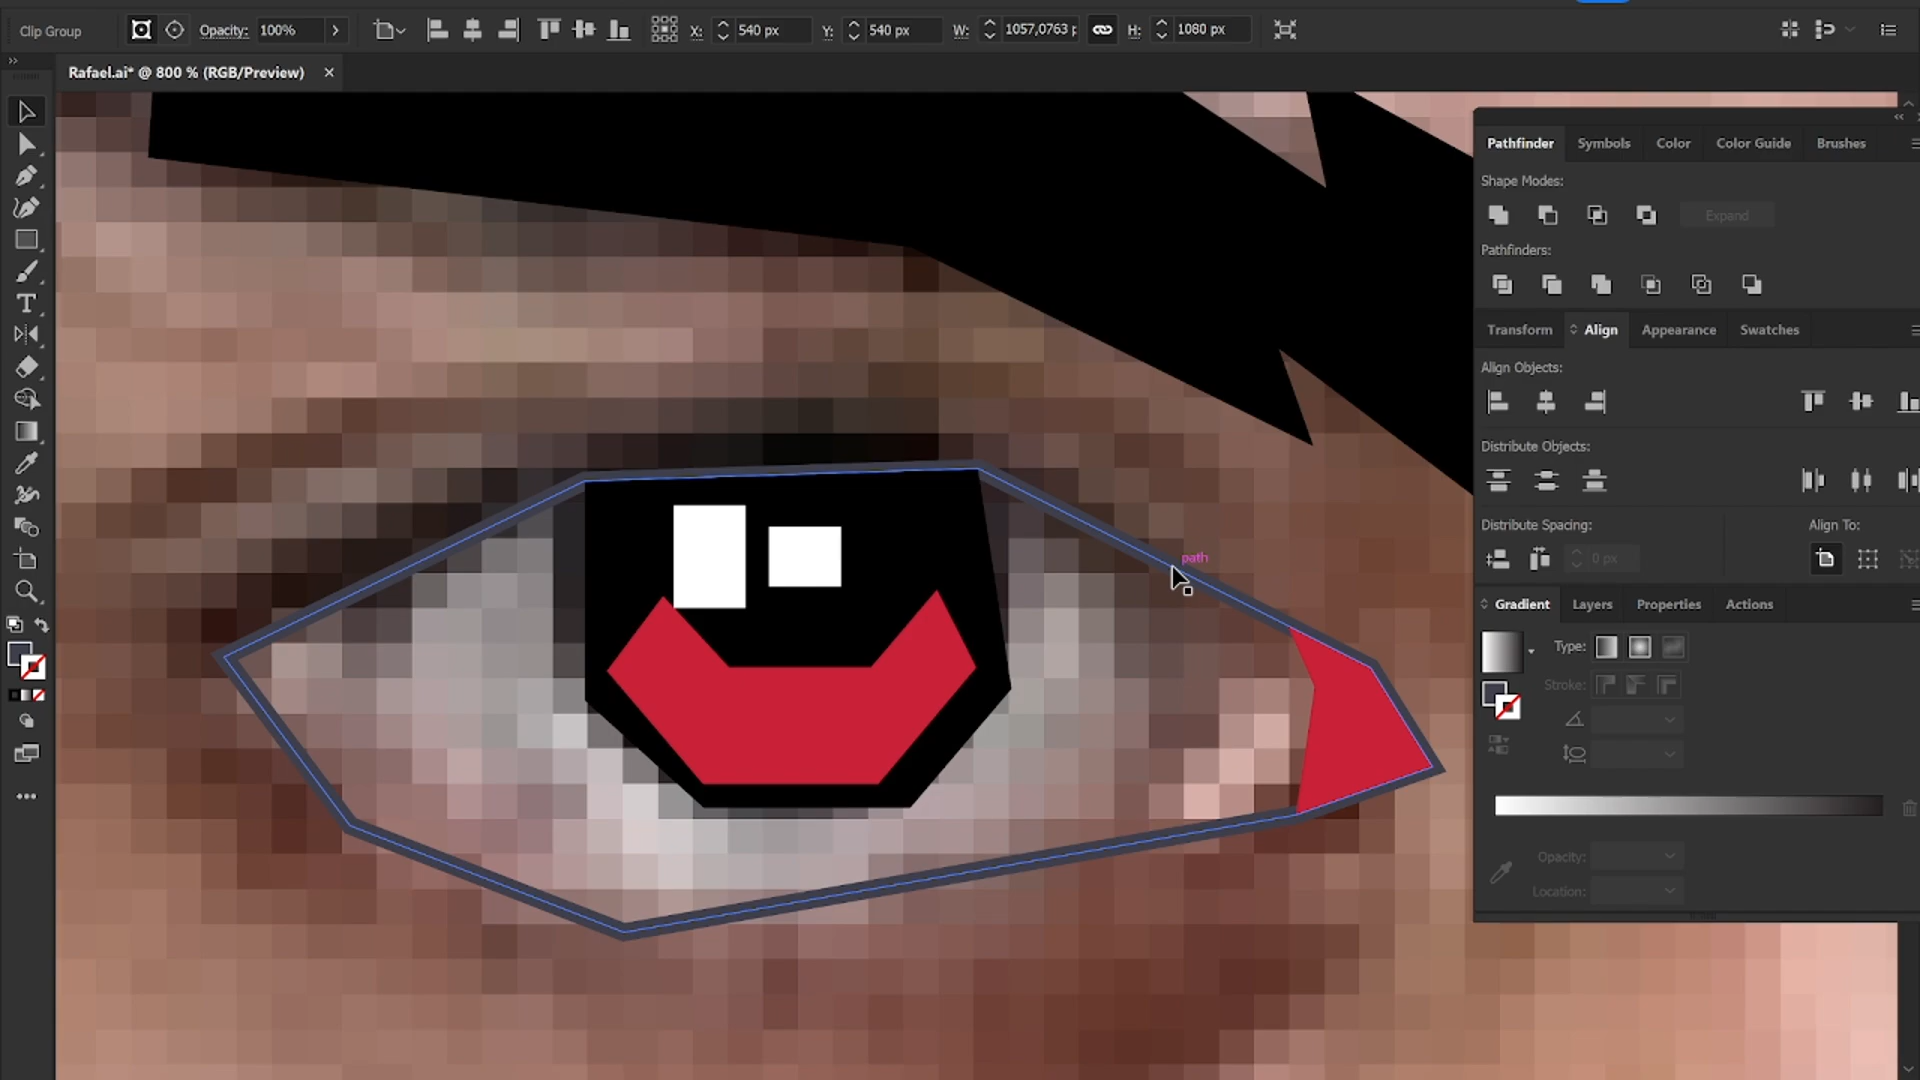 Clip Group
Opacity: 100% X: 540 px Y: 540 px W: 1057,0763 p H: 1080 px
Rafael.ai* @ 800 % (RGB/Preview)
Pathfinder Symbols Color Color Guide Brushes
Shape Modes:
Expand
Pathfinders:
Transform Align Appearance Swatches
Align Objects:
Distribute Objects:
Distribute Spacing: Align To:
0 px
path
Gradient Layers Properties Actions
Type:
Stroke:
Opacity:
Location: